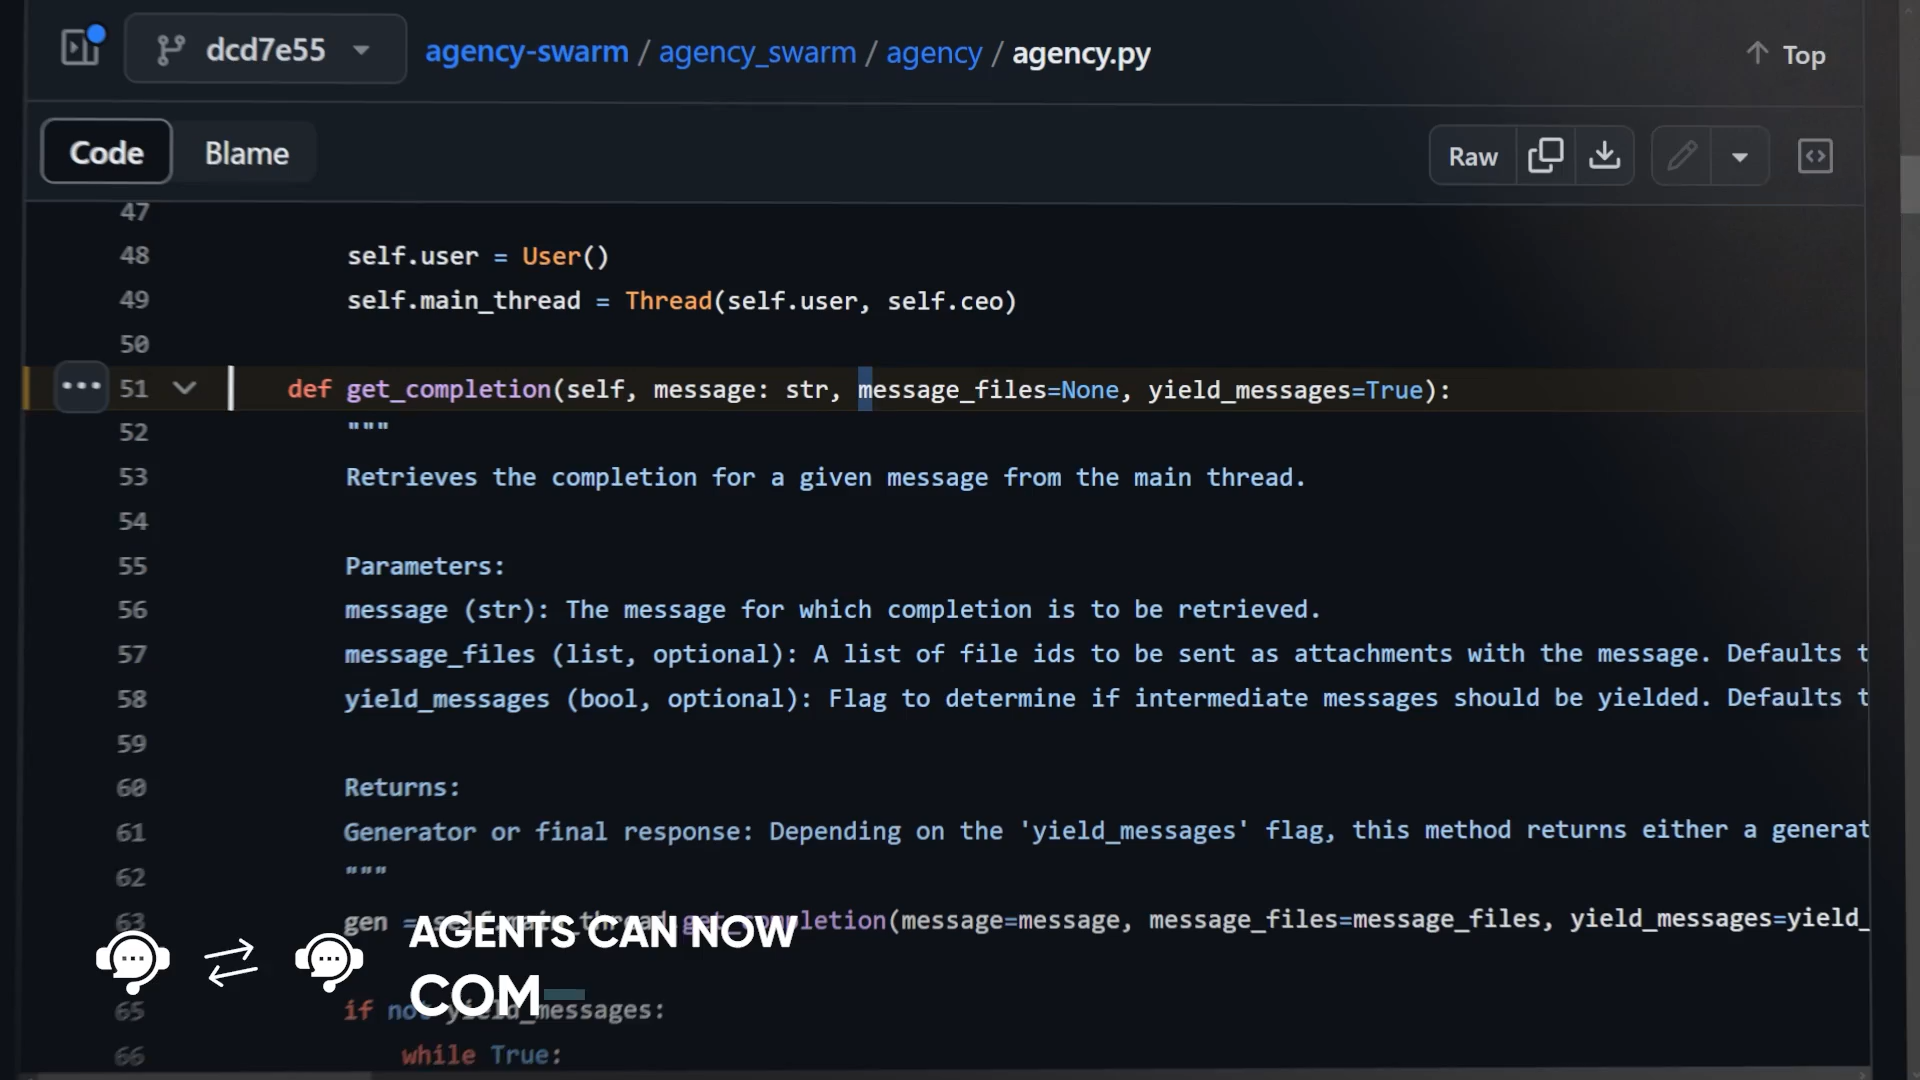 dcd7e55 agency-swarm / agency_swarm / agency / agency.py Top
Code Blame Raw
47
48 self.user = User()
49 self.main_thread = Thread(self.user, self.ceo)
50
51 def get_completion(self, message: str, message_files=None, yield_messages=True):
52 """
53 Retrieves the completion for a given message from the main thread.
54
55 Parameters:
56 message (str): The message for which completion is to be retrieved.
57 message_files (list, optional): A list of file ids to be sent as attachments with the message. Defaults t
58 yield_messages (bool, optional): Flag to determine if intermediate messages should be yielded. Defaults t
59
60 Returns:
61 Generator or final response: Depending on the 'yield_messages' flag, this method returns either a generat
62 """
63 gen = self.main_thread.get_completion(message=message, message_files=message_files, yield_messages=yield_
AGENTS CAN NOW
COM
65 if not yield_messages:
66 while True: